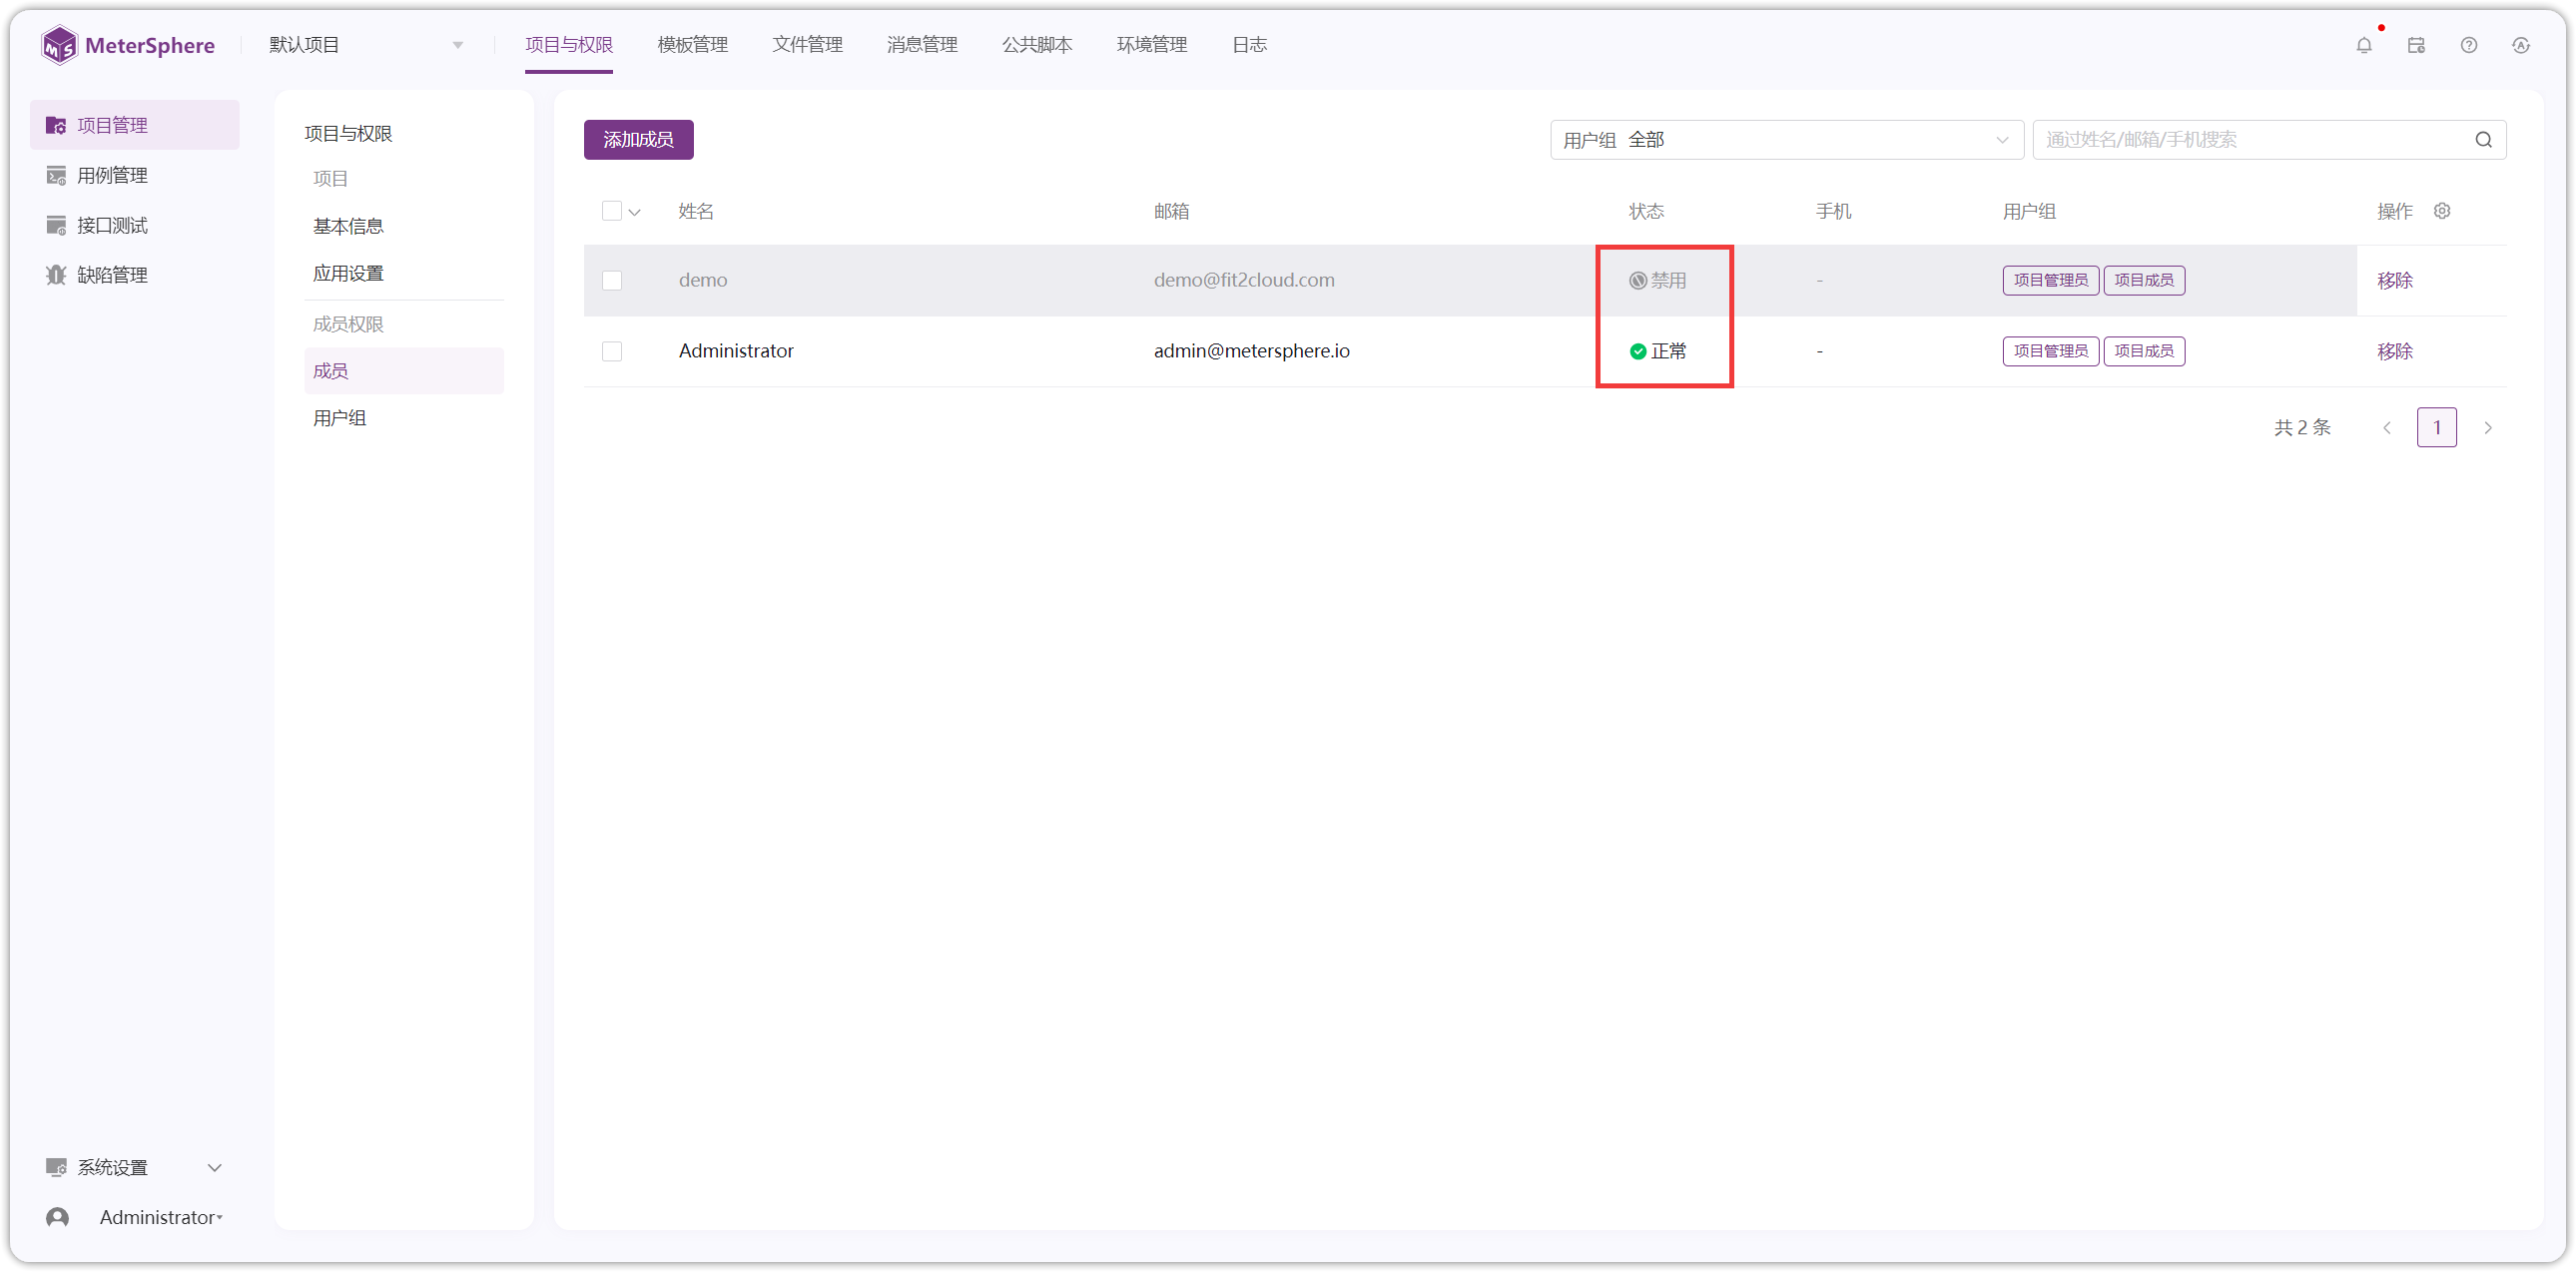 MeterSphere 默认项目 项目与权限 模板管理 文件管理 消息管理 公共脚本 环境管理 日志
项目管理
用例管理
接口测试
缺陷管理
系统设置
Administrator
项目与权限
项目
基本信息
应用设置
成员权限
成员
用户组
添加成员 用户组 全部 通过姓名/邮箱/手机搜索
姓名 邮箱 状态 手机 用户组 操作
demo demo@fit2cloud.com 禁用 - 项目管理员 项目成员 移除
Administrator admin@metersphere.io 正常 - 项目管理员 项目成员 移除
共 2 条 1